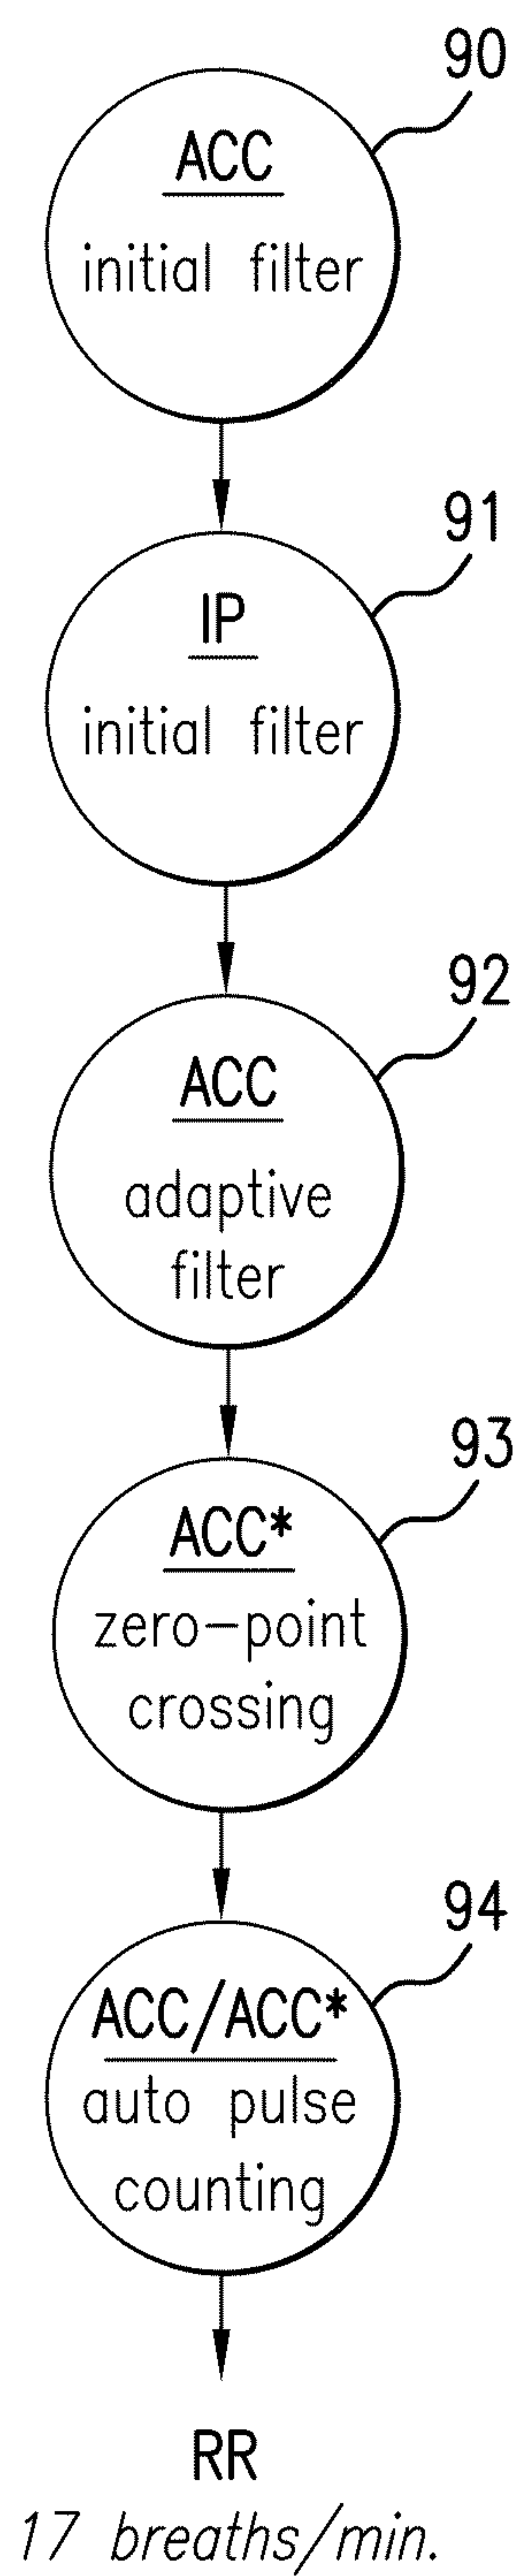 90
ACC
initial filter
91
IP
initial filter
92
ACC
adaptive
filter
93
ACC*
zero-point
crossing
94
ACC/ACC*
auto pulse
counting
RR
17 breaths/min.